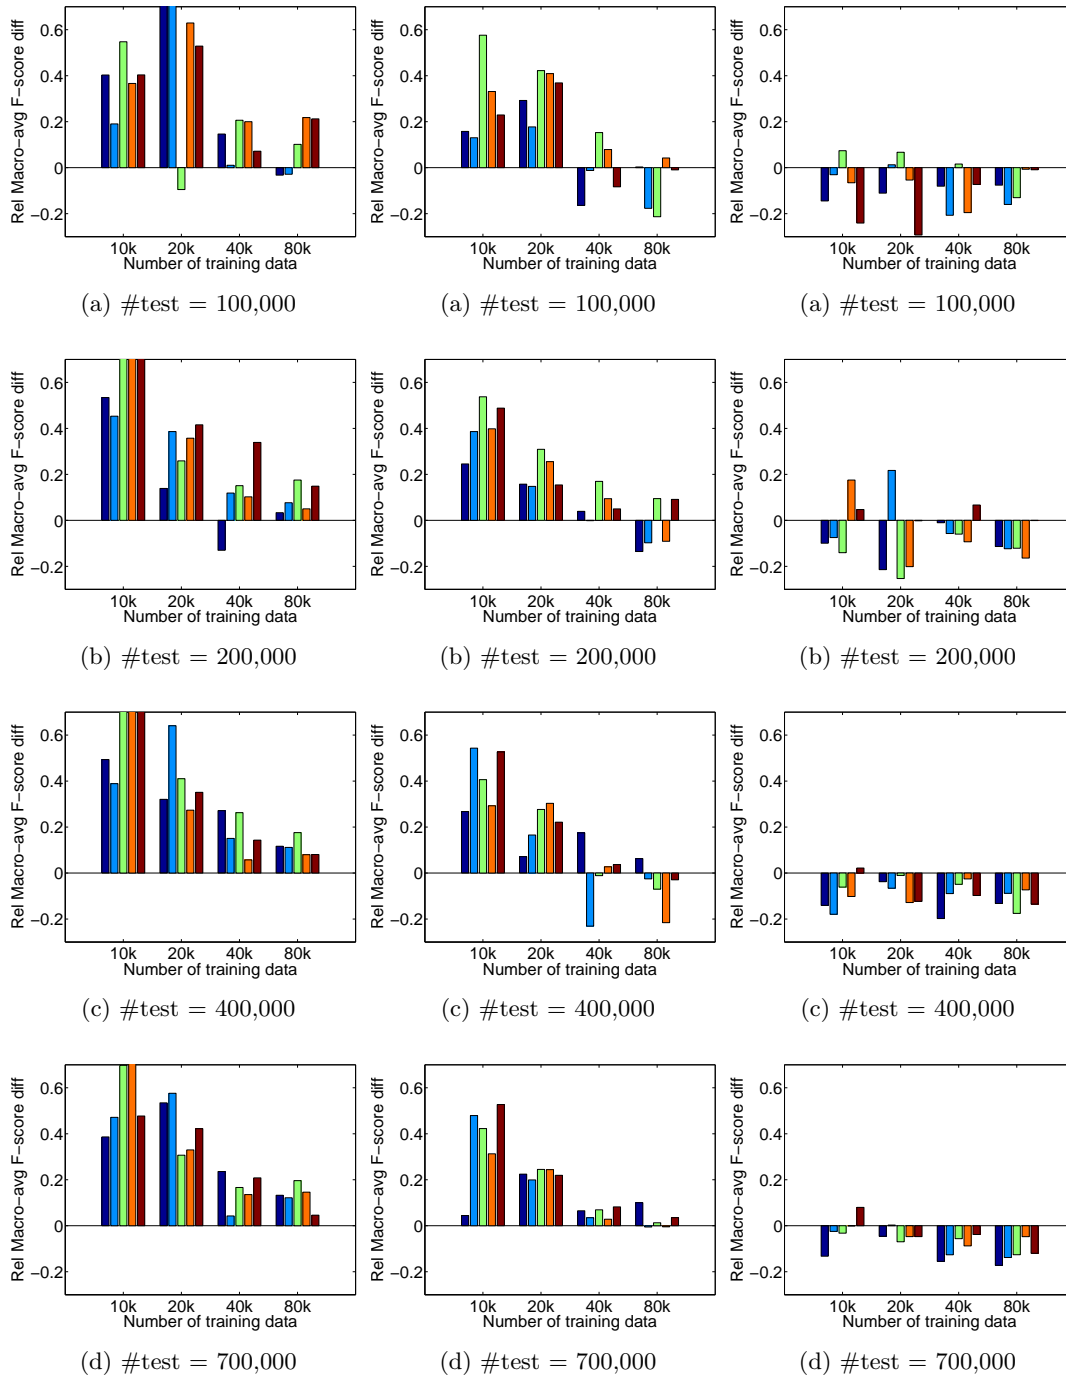 Rel Macro−avg F−score diff
0.6
0.4
0.2
0
−0.2
10k 20k 40k 80k
Number of training data
(a) #test = 100,000
Rel Macro−avg F−score diff
0.6
0.4
0.2
0
−0.2
10k 20k 40k 80k
Number of training data
(a) #test = 100,000
Rel Macro−avg F−score diff
0.6
0.4
0.2
0
−0.2
10k 20k 40k 80k
Number of training data
(a) #test = 100,000
Rel Macro−avg F−score diff
0.6
0.4
0.2
0
−0.2
10k 20k 40k 80k
Number of training data
(b) #test = 200,000
Rel Macro−avg F−score diff
0.6
0.4
0.2
0
−0.2
10k 20k 40k 80k
Number of training data
(b) #test = 200,000
Rel Macro−avg F−score diff
0.6
0.4
0.2
0
−0.2
10k 20k 40k 80k
Number of training data
(b) #test = 200,000
Rel Macro−avg F−score diff
0.6
0.4
0.2
0
−0.2
10k 20k 40k 80k
Number of training data
(c) #test = 400,000
Rel Macro−avg F−score diff
0.6
0.4
0.2
0
−0.2
10k 20k 40k 80k
Number of training data
(c) #test = 400,000
Rel Macro−avg F−score diff
0.6
0.4
0.2
0
−0.2
10k 20k 40k 80k
Number of training data
(c) #test = 400,000
Rel Macro−avg F−score diff
0.6
0.4
0.2
0
−0.2
10k 20k 40k 80k
Number of training data
(d) #test = 700,000
Rel Macro−avg F−score diff
0.6
0.4
0.2
0
−0.2
10k 20k 40k 80k
Number of training data
(d) #test = 700,000
Rel Macro−avg F−score diff
0.6
0.4
0.2
0
−0.2
10k 20k 40k 80k
Number of training data
(d) #test = 700,000